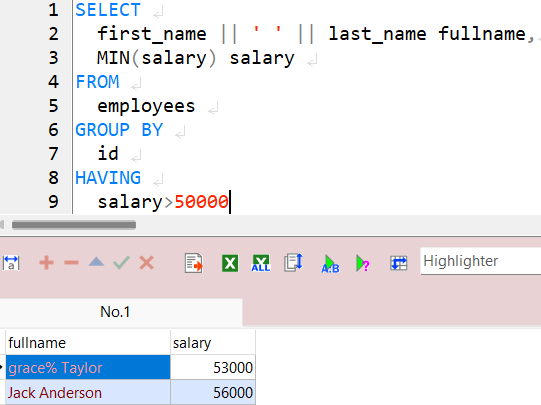 1 SELECT
2 first_name || ' ' || last_name fullname,
3 MIN(salary) salary
4 FROM
5 employees
6 GROUP BY
7 id
8 HAVING
9 salary>50000
a ALL A.B ? Highlighter
No.1
fullname salary
grace% Taylor 53000
Jack Anderson 56000